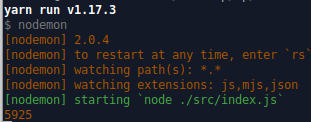 yarn run v1.17.3
$ nodemon
[nodemon] 2.0.4
[nodemon] to restart at any time, enter `rs`
[nodemon] watching path(s): *.*
[nodemon] watching extensions: js,mjs,json
[nodemon] starting `node ./src/index.js`
5925